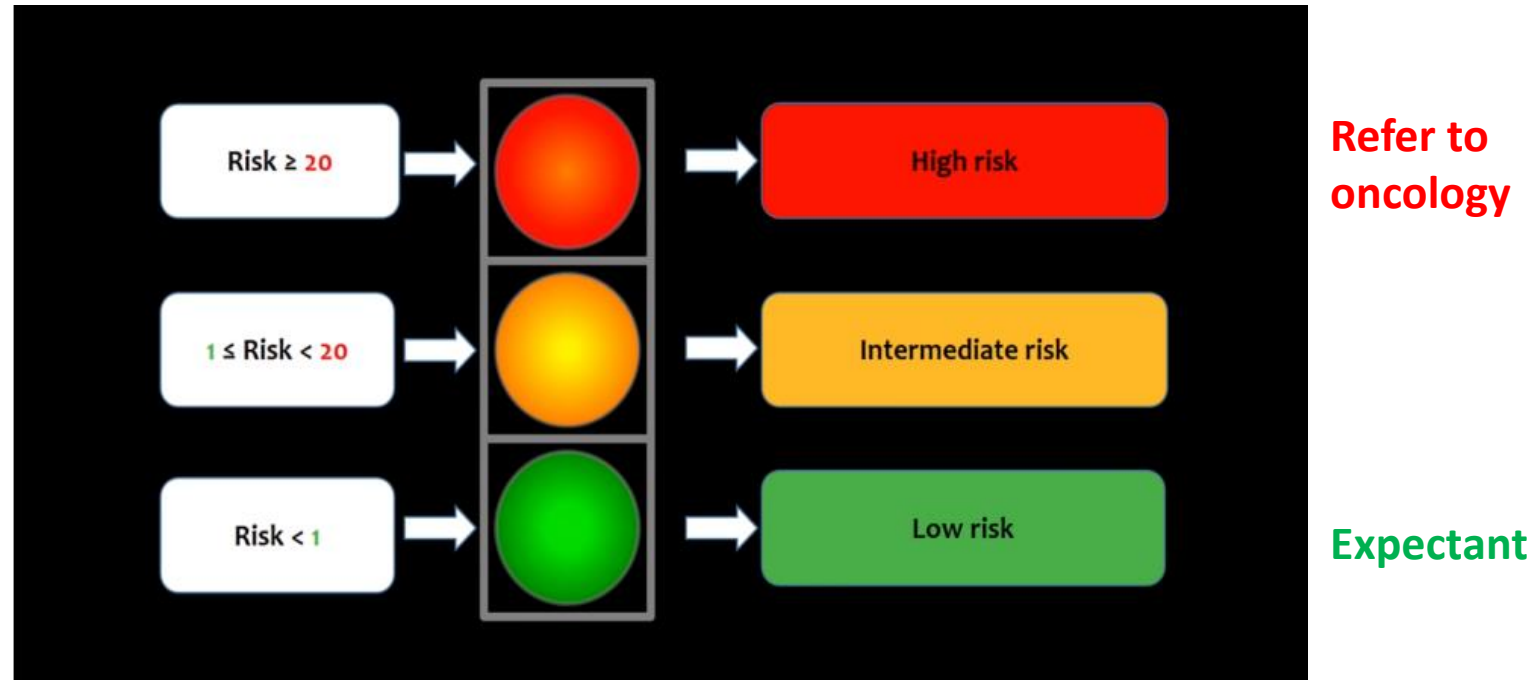 Risk ≥ 20
High risk
Refer to
oncology
1 ≤ Risk < 20
Intermediate risk
Risk < 1
Low risk
Expectant